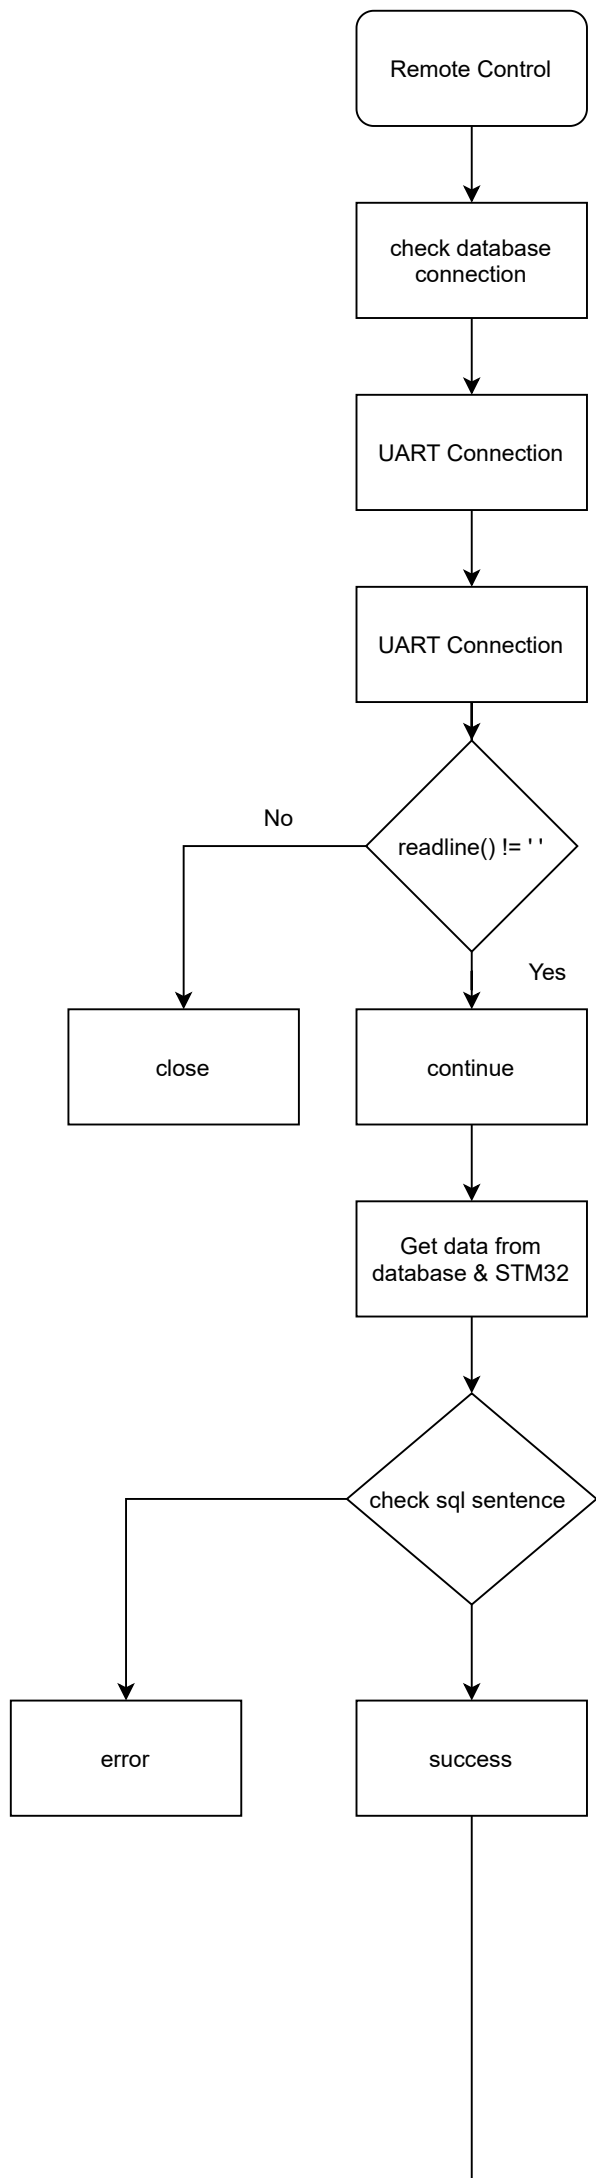 Remote Control
check database
connection
UART Connection
UART Connection
readline() != ' '
No
Yes
close
continue
Get data from
database & STM32
check sql sentence
error
success